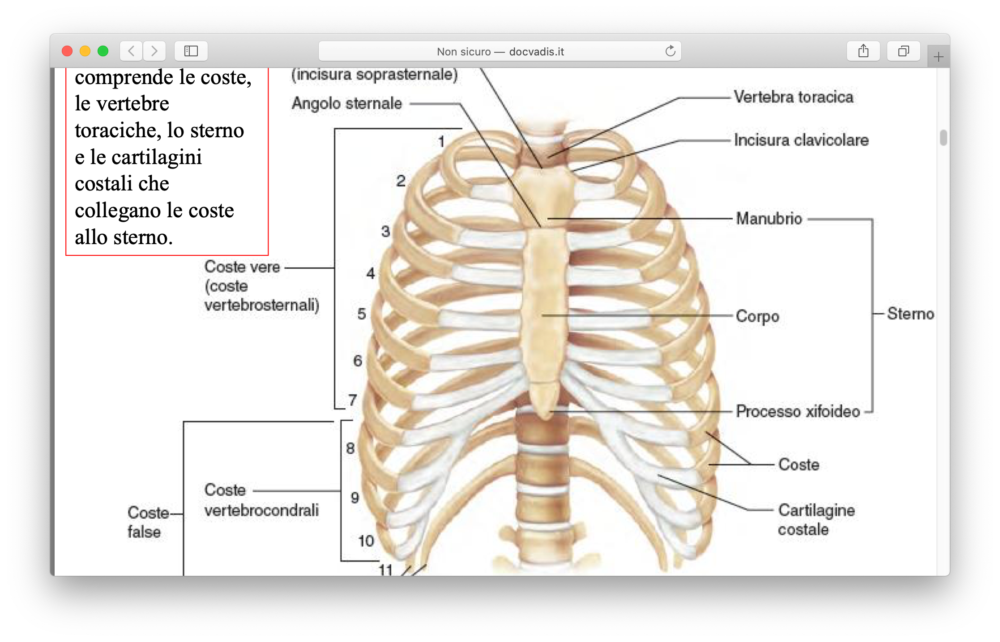 Non sicuro — docvadis.it
comprende le coste,
le vertebre
toraciche, lo sterno
e le cartilagini
costali che
collegano le coste
allo sterno.
(incisura soprasternale)
Angolo sternale
Vertebra toracica
Incisura clavicolare
1
2
3
4
5
6
7
8
9
10
11
Manubrio
Corpo
Sterno
Processo xifoideo
Coste
Cartilagine
costale
Coste vere
(coste
vertebrosternali)
Coste
vertebrocondrali
Coste
false